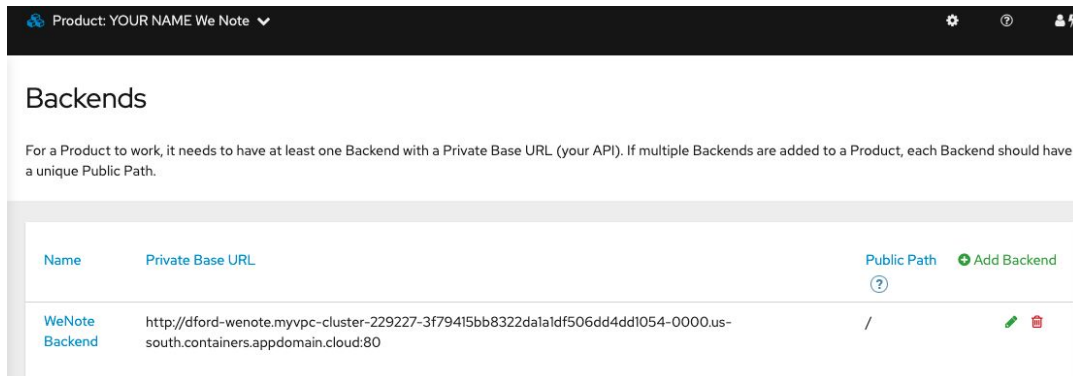 Product: YOUR NAME We Note
Backends
For a Product to work, it needs to have at least one Backend with a Private Base URL (your API). If multiple Backends are added to a Product, each Backend should have
a unique Public Path.
Name Private Base URL Public Path Add Backend
?
WeNote http://dford-wenote.myvpc-cluster-229227-3f79415bb8322da1a1df506dd4dd1054-0000.us- /
Backend south.containers.appdomain.cloud:80